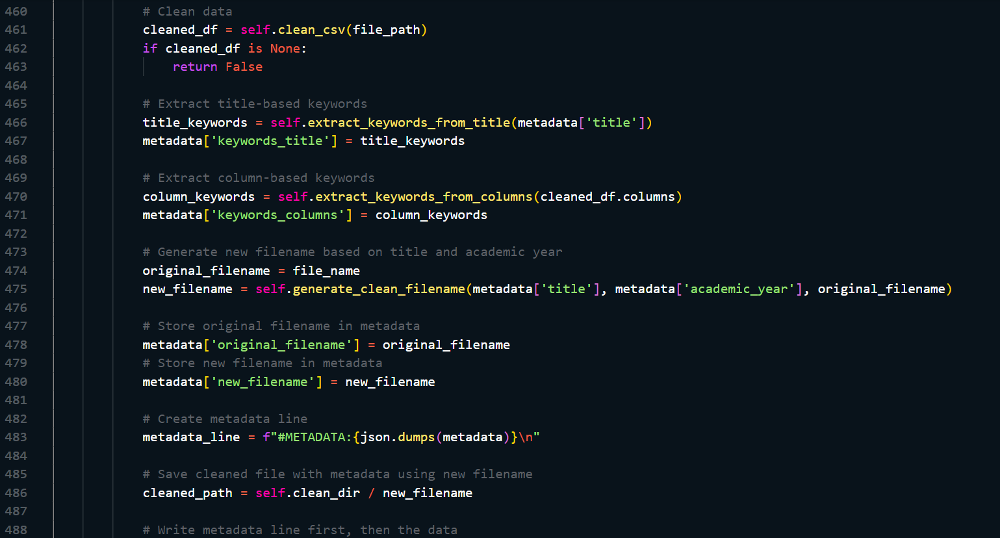 460 # Clean data
461 cleaned_df = self.clean_csv(file_path)
462 if cleaned_df is None:
463     return False
464
465 # Extract title-based keywords
466 title_keywords = self.extract_keywords_from_title(metadata['title'])
467 metadata['keywords_title'] = title_keywords
468
469 # Extract column-based keywords
470 column_keywords = self.extract_keywords_from_columns(cleaned_df.columns)
471 metadata['keywords_columns'] = column_keywords
472
473 # Generate new filename based on title and academic year
474 original_filename = file_name
475 new_filename = self.generate_clean_filename(metadata['title'], metadata['academic_year'], original_filename)
476
477 # Store original filename in metadata
478 metadata['original_filename'] = original_filename
479 # Store new filename in metadata
480 metadata['new_filename'] = new_filename
481
482 # Create metadata line
483 metadata_line = f"#METADATA:{json.dumps(metadata)}\n"
484
485 # Save cleaned file with metadata using new filename
486 cleaned_path = self.clean_dir / new_filename
487
488 # Write metadata line first, then the data